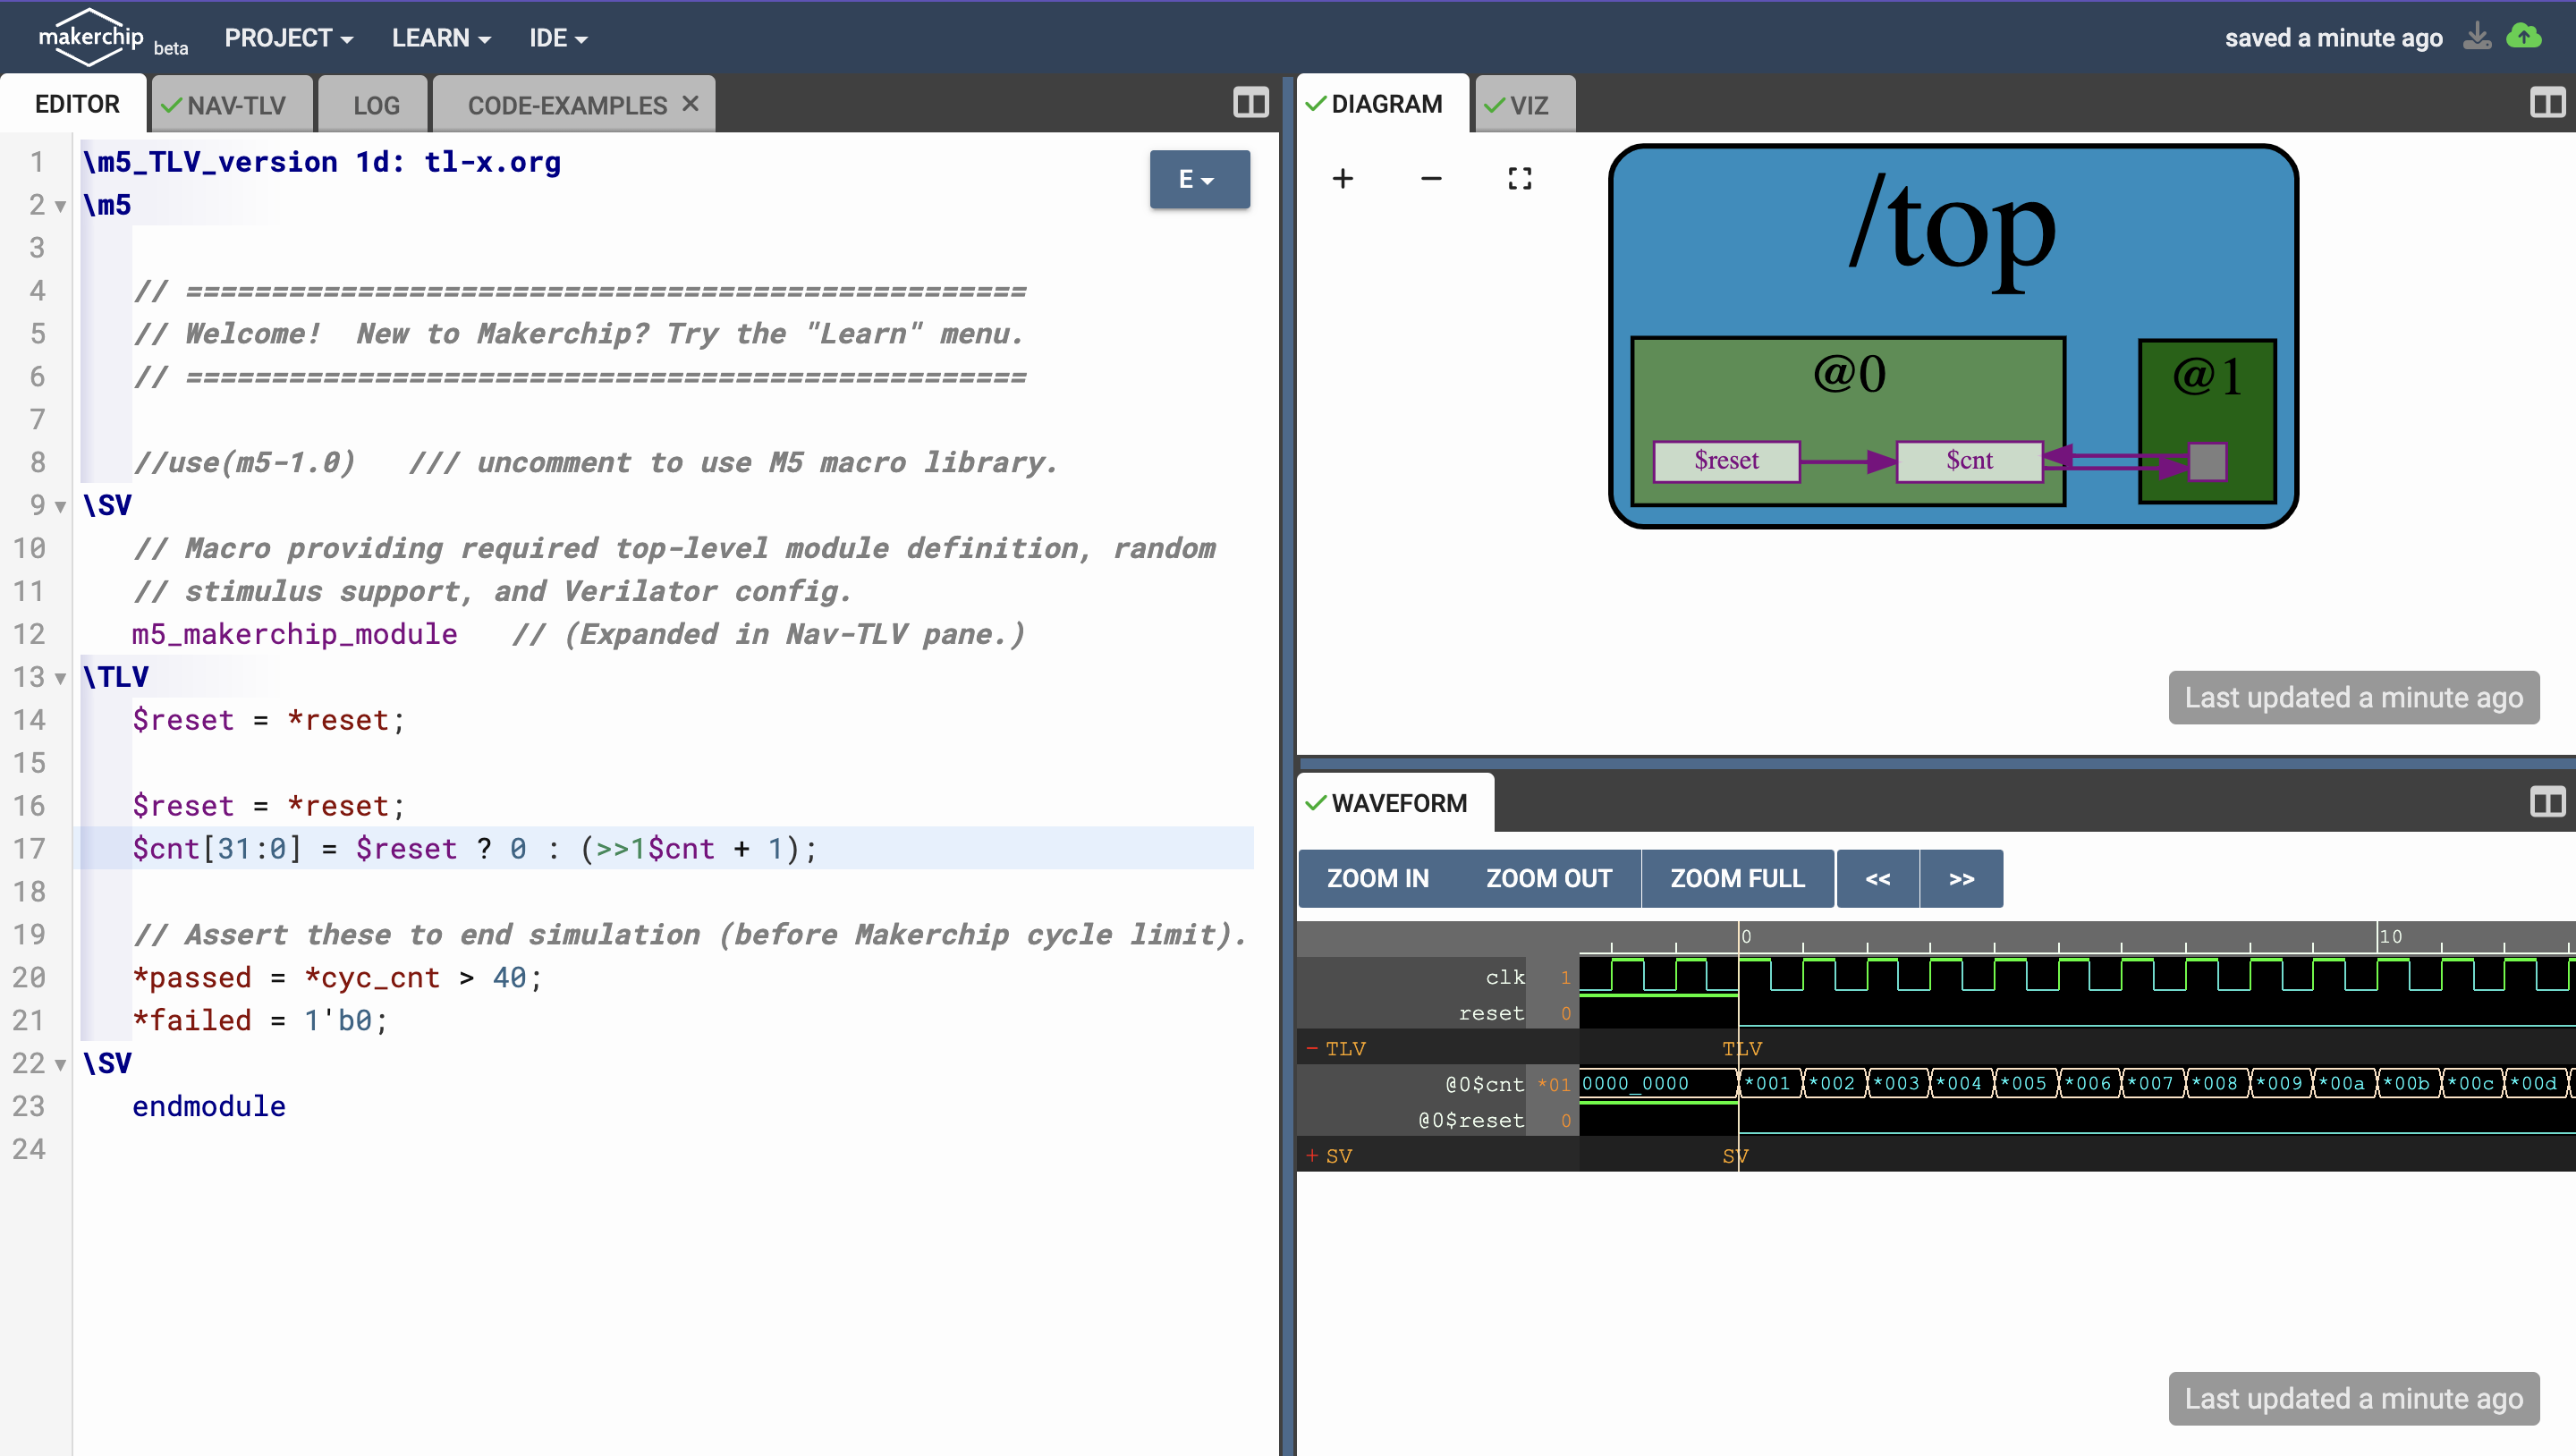 makerchip beta PROJECT LEARN IDE saved a minute ago
EDITOR NAV-TLV LOG CODE-EXAMPLES ✕
E
1 \m5_TLV_version 1d: tl-x.org
2 \m5
3
4 // =================================================
5 // Welcome!  New to Makerchip? Try the "Learn" menu.
6 // =================================================
7
8 //use(m5-1.0)   /// uncomment to use M5 macro library.
9 \SV
10 // Macro providing required top-level module definition, random
11 // stimulus support, and Verilator config.
12 m5_makerchip_module   // (Expanded in Nav-TLV pane.)
13 \TLV
14 $reset = *reset;
15
16 $reset = *reset;
17 $cnt[31:0] = $reset ? 0 : (>>1$cnt + 1);
18
19 // Assert these to end simulation (before Makerchip cycle limit).
20 *passed = *cyc_cnt > 40;
21 *failed = 1'b0;
22 \SV
23 endmodule
24
DIAGRAM VIZ
+ −
/top
@0 @1
$reset $cnt
Last updated a minute ago
WAVEFORM
ZOOM IN ZOOM OUT ZOOM FULL << >>
0 10
clk 1
reset 0
− TLV TLV
@0$cnt *01 0000_0000 *001 *002 *003 *004 *005 *006 *007 *008 *009 *00a *00b *00c *00d
@0$reset 0
+ SV SV
Last updated a minute ago